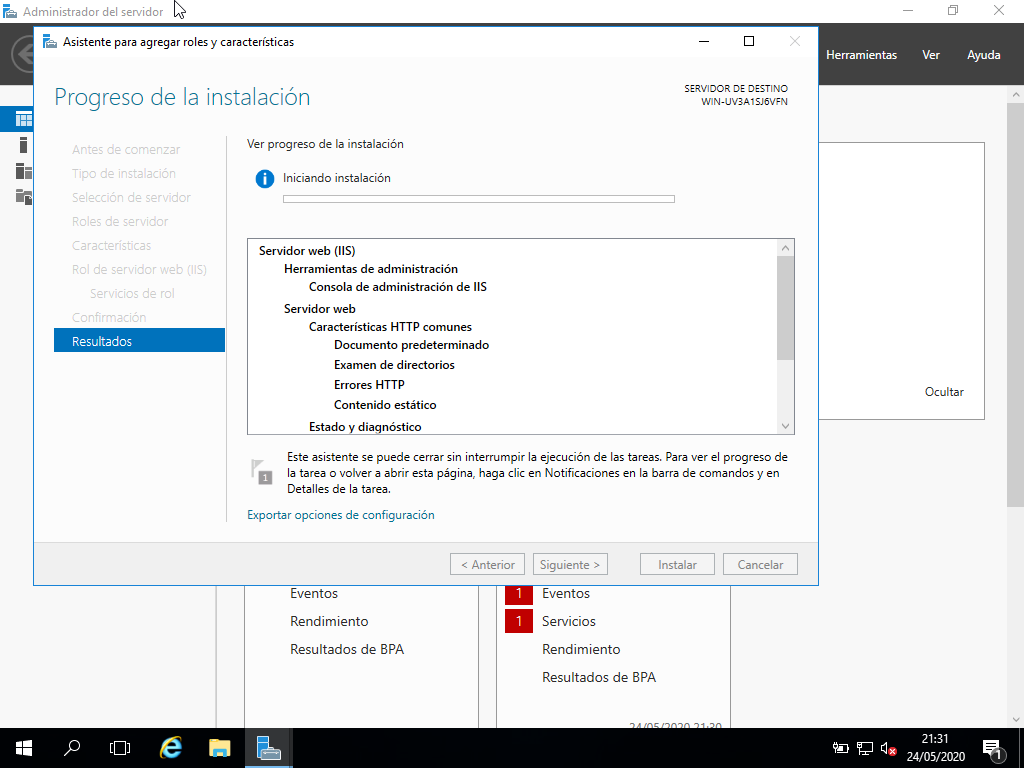 Administrador del servidor
Asistente para agregar roles y características
Herramientas
Ver
Ayuda
Progreso de la instalación
SERVIDOR DE DESTINO
WIN-UV3A1SJ6VFN
Antes de comenzar
Tipo de instalación
Selección de servidor
Roles de servidor
Características
Rol de servidor web (IIS)
Servicios de rol
Confirmación
Resultados
Ver progreso de la instalación
Iniciando instalación
Servidor web (IIS)
Herramientas de administración
Consola de administración de IIS
Servidor web
Características HTTP comunes
Documento predeterminado
Examen de directorios
Errores HTTP
Contenido estático
Estado y diagnóstico
Ocultar
1
Este asistente se puede cerrar sin interrumpir la ejecución de las tareas. Para ver el progreso de
la tarea o volver a abrir esta página, haga clic en Notificaciones en la barra de comandos y en
Detalles de la tarea.
Exportar opciones de configuración
< Anterior
Siguiente >
Instalar
Cancelar
Eventos
Rendimiento
Resultados de BPA
1 Eventos
1 Servicios
Rendimiento
Resultados de BPA
24/05/2020 21:30
21:31
24/05/2020
1